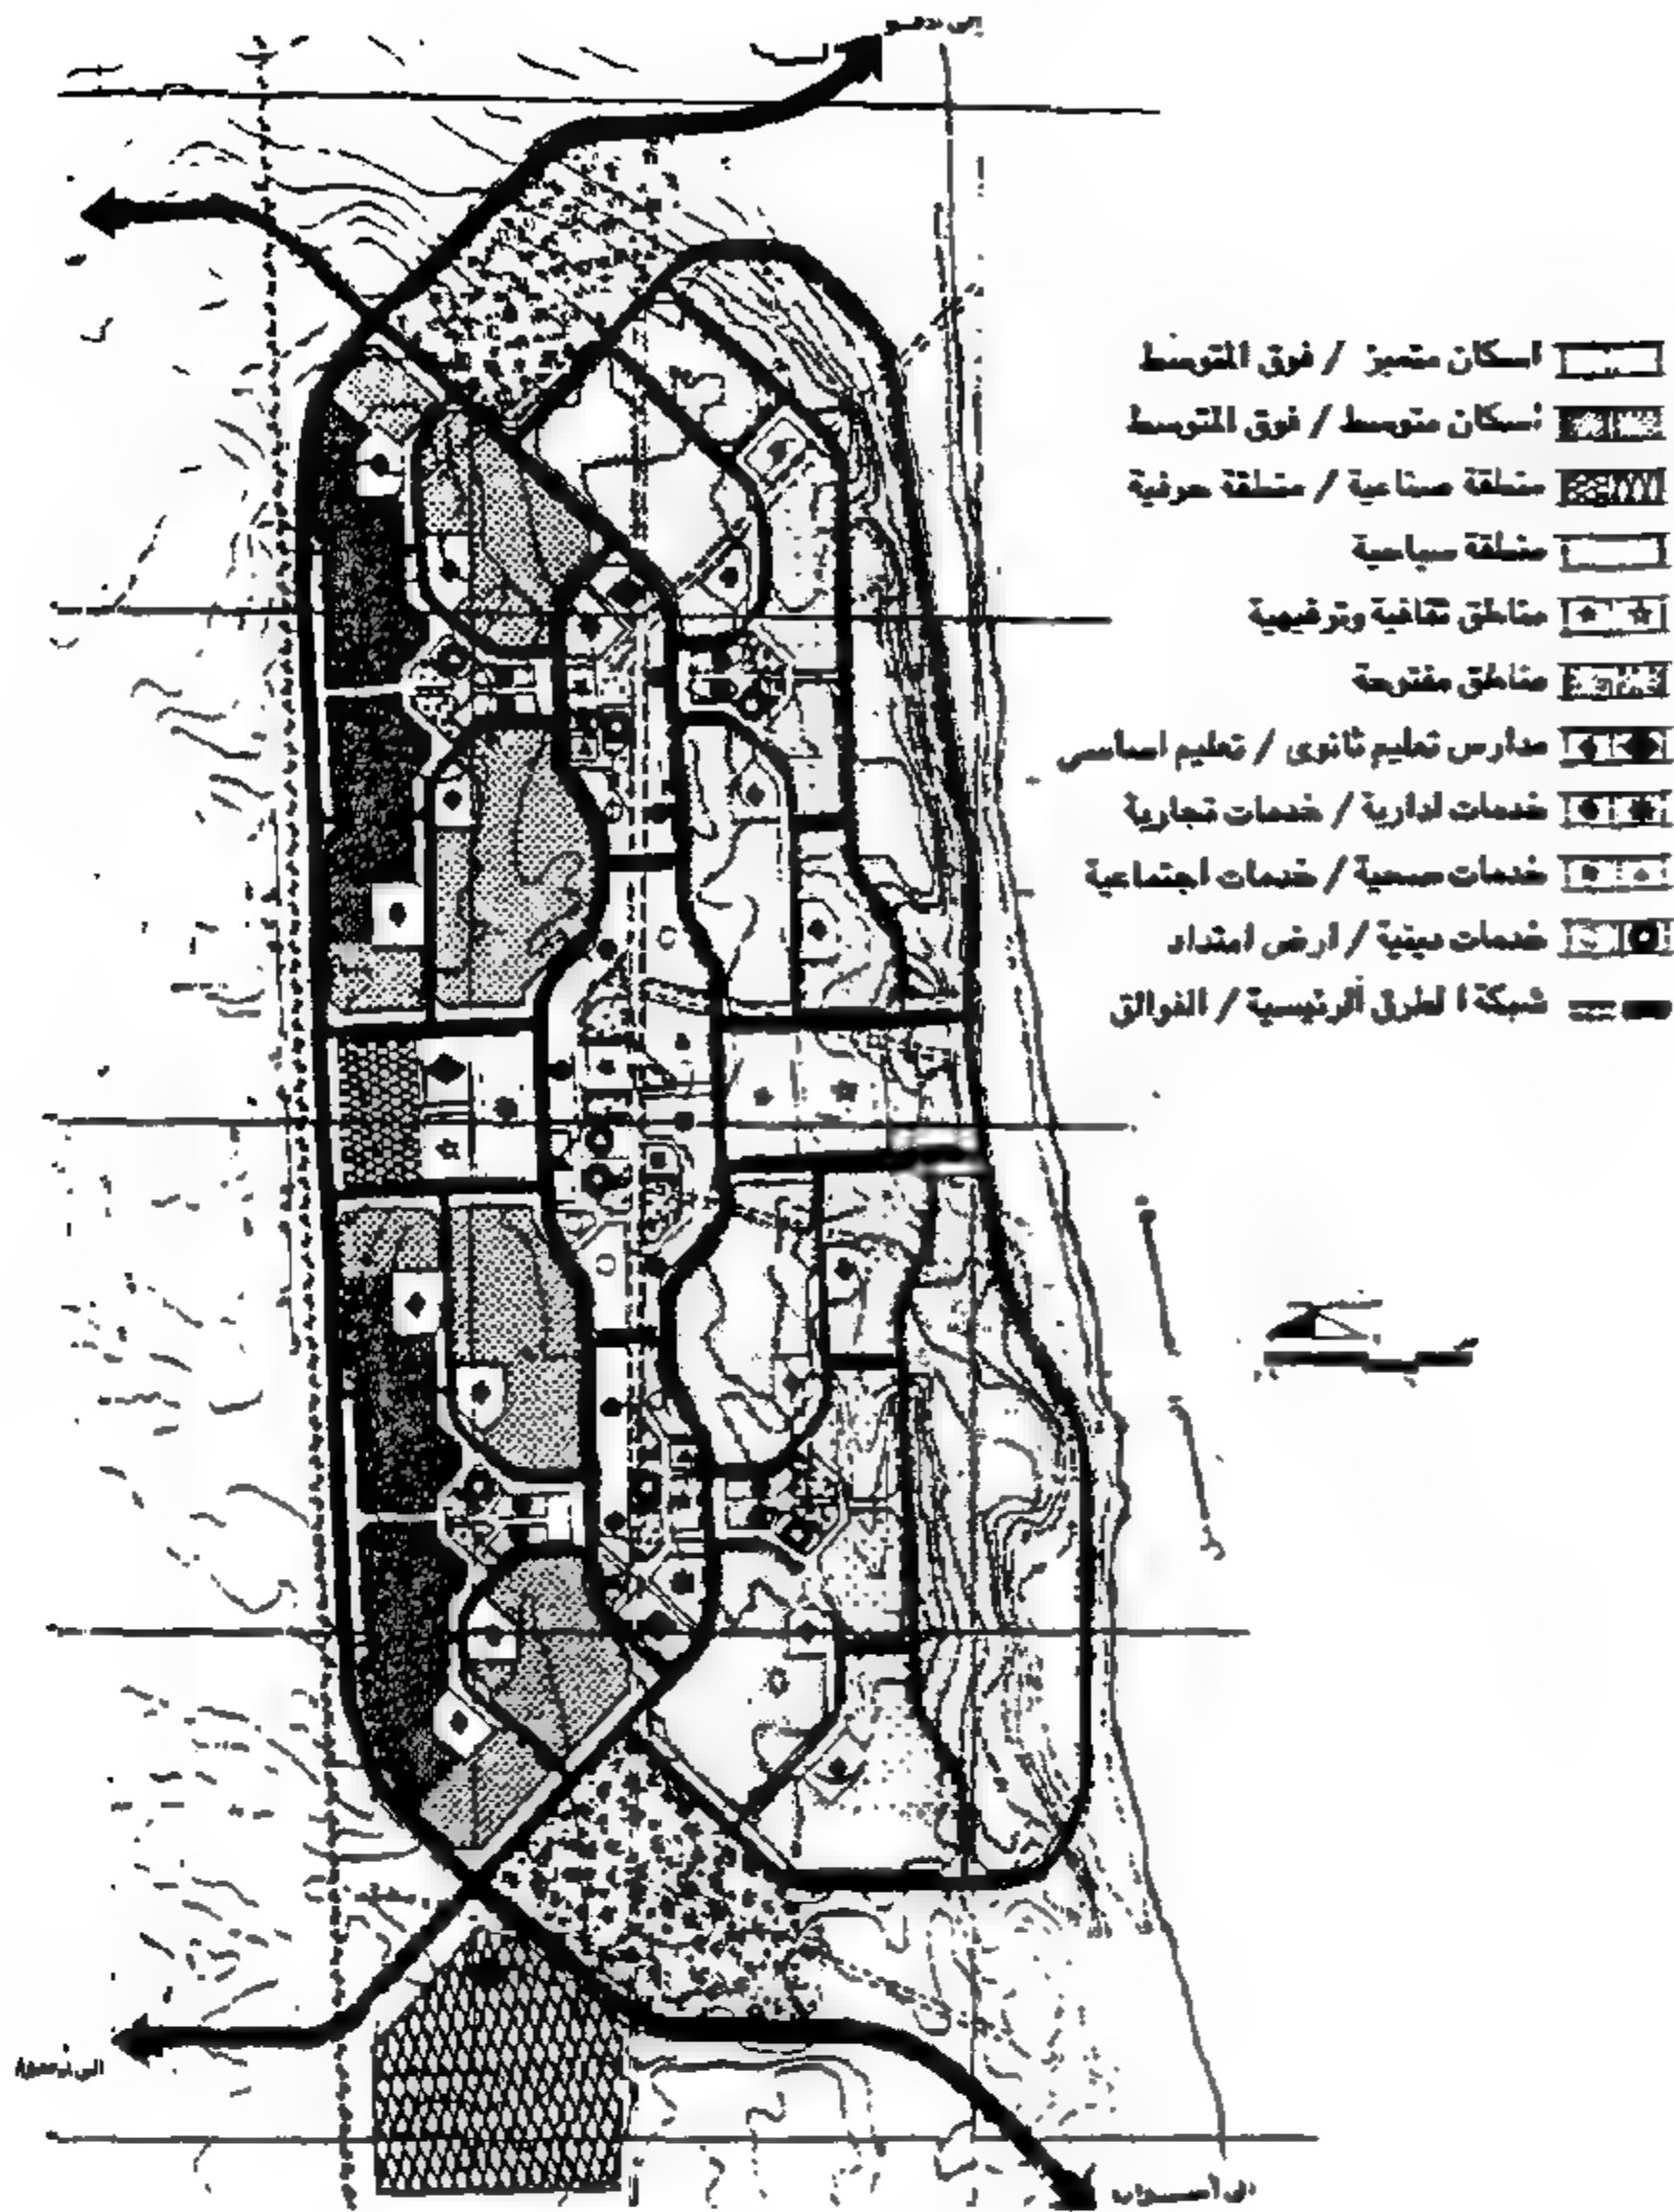 اسكان متميز / فوق المتوسط
اسكان متوسط / فوق المتوسط
منطقة صناعية / منطقة حرفية
منطقة سياحية
مناطق ثقافية وترفيهية
مناطق مفتوحة
مدارس تعليم ثانوى / تعليم اساسى
خدمات ادارية / خدمات تجارية
خدمات صحية / خدمات اجتماعية
خدمات دينية / ارض امتداد
شبكة الطرق الرئيسية / الفوالق
الى اسوان